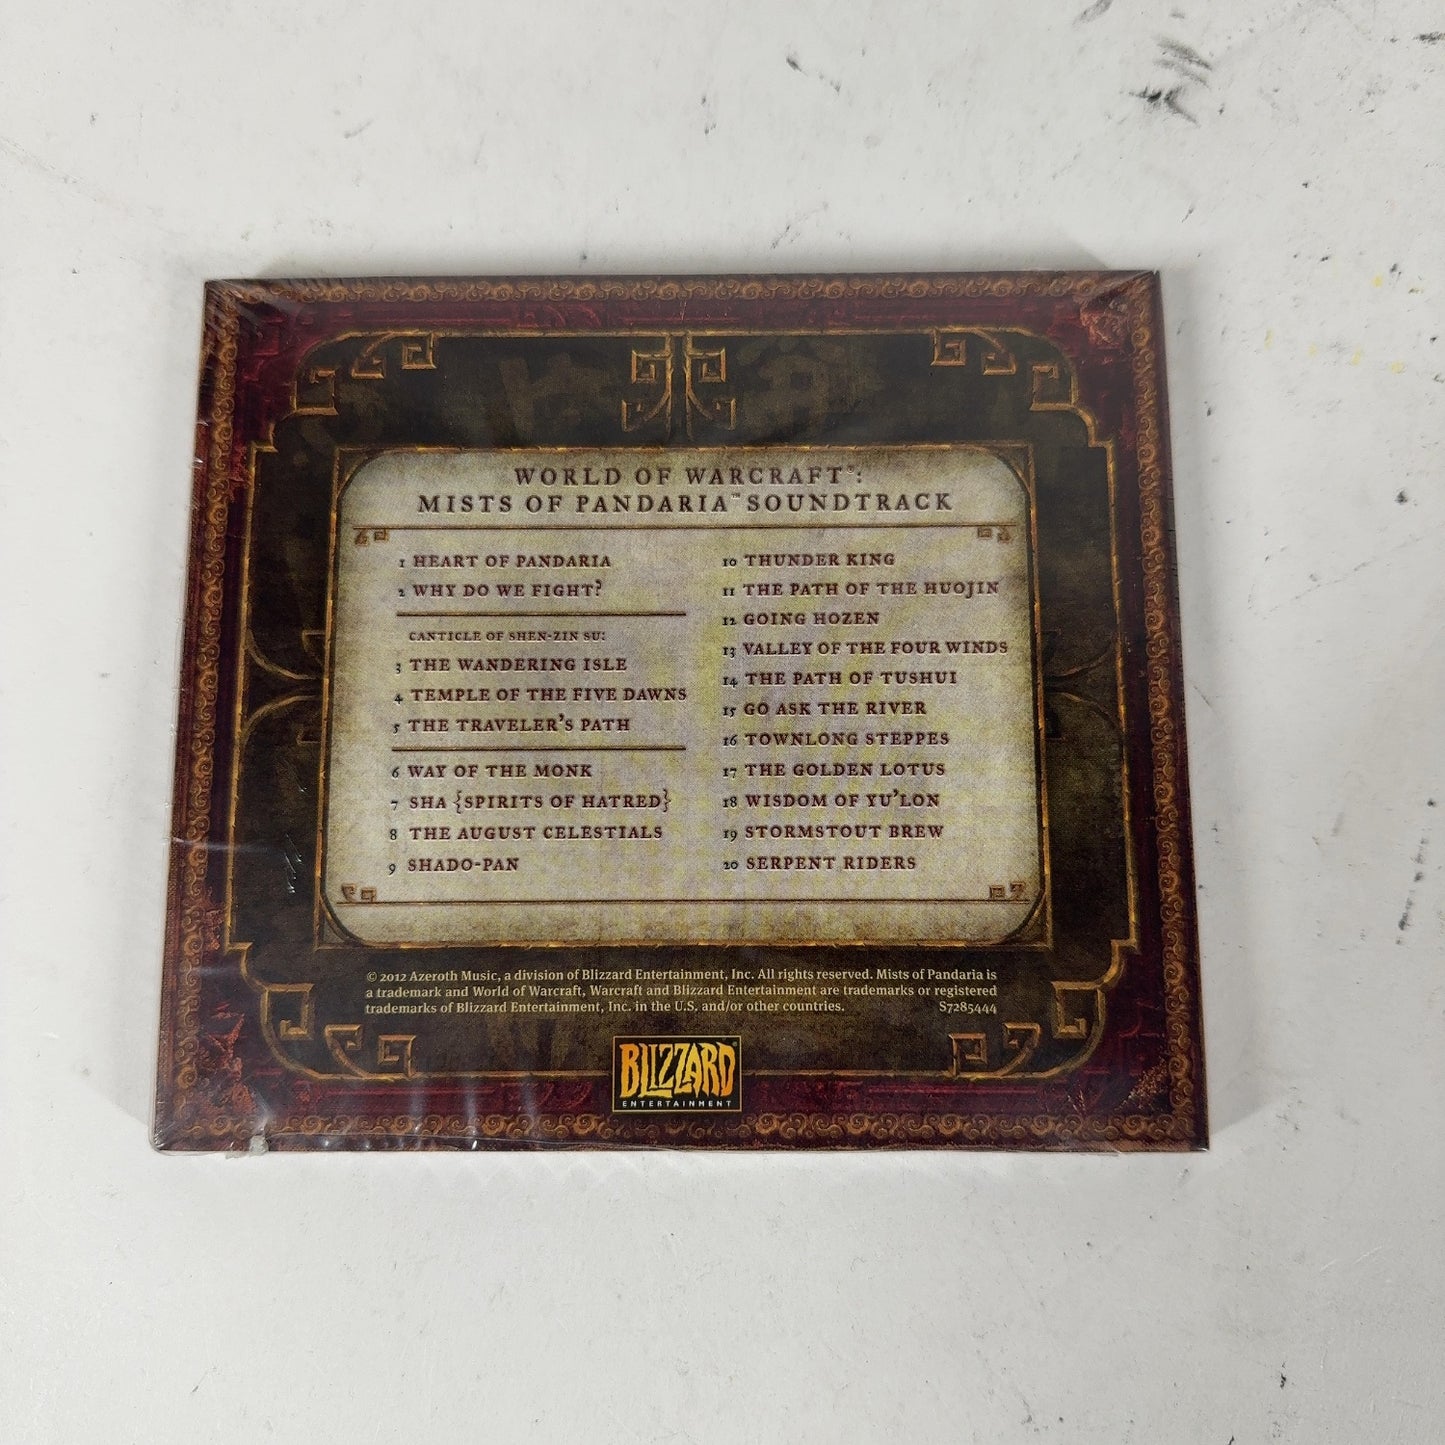 WORLD OF WARCRAFT®:
MISTS OF PANDARIA™ SOUNDTRACK
1 HEART OF PANDARIA
2 WHY DO WE FIGHT?
CANTICLE OF SHEN-ZIN SU:
3 THE WANDERING ISLE
4 TEMPLE OF THE FIVE DAWNS
5 THE TRAVELER'S PATH
6 WAY OF THE MONK
7 SHA {SPIRITS OF HATRED}
8 THE AUGUST CELESTIALS
9 SHADO-PAN
10 THUNDER KING
11 THE PATH OF THE HUOJIN
12 GOING HOZEN
13 VALLEY OF THE FOUR WINDS
14 THE PATH OF TUSHUI
15 GO ASK THE RIVER
16 TOWNLONG STEPPES
17 THE GOLDEN LOTUS
18 WISDOM OF YU'LON
19 STORMSTOUT BREW
20 SERPENT RIDERS
© 2012 Azeroth Music, a division of Blizzard Entertainment, Inc. All rights reserved. Mists of Pandaria is
a trademark and World of Warcraft, Warcraft and Blizzard Entertainment are trademarks or registered
trademarks of Blizzard Entertainment, Inc. in the U.S. and/or other countries. S7285444
BLIZZARD®
ENTERTAINMENT